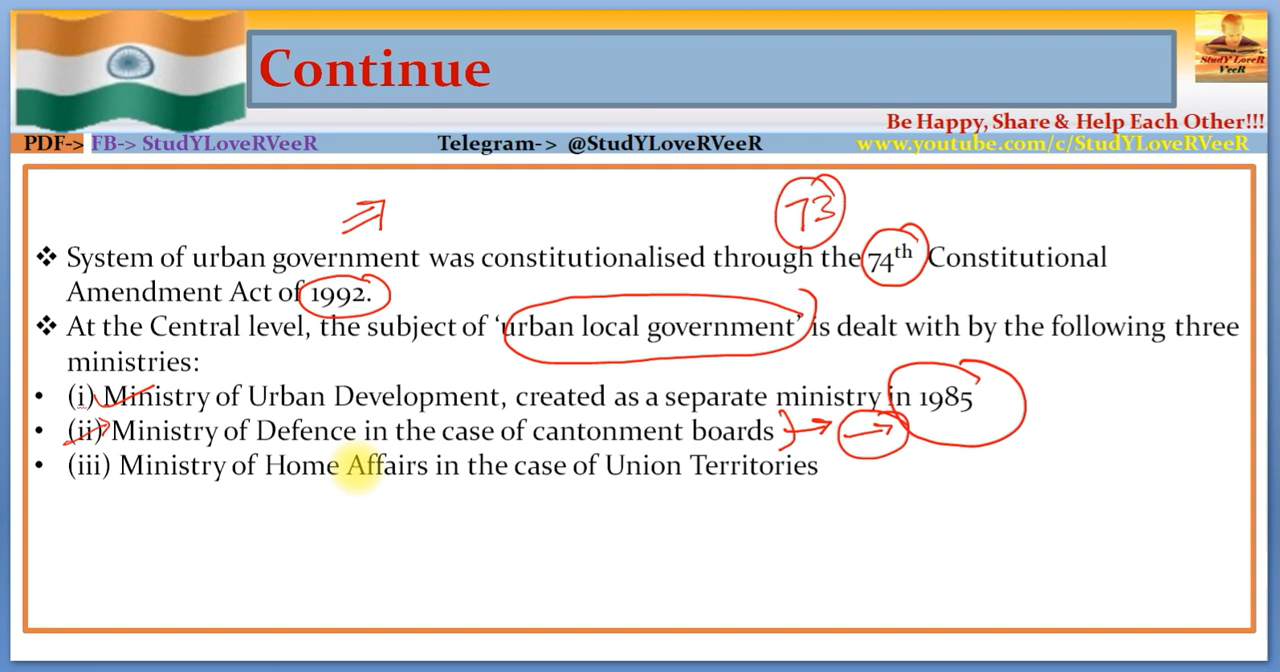 Continue
StudY LoveR
VeeR
Be Happy, Share & Help Each Other!!!
PDF-> FB-> StudYLoveRVeeR Telegram-> @StudYLoveRVeeR www.youtube.com/c/StudYLoveRVeeR
73
❖ System of urban government was constitutionalised through the 74th Constitutional
Amendment Act of 1992.
❖ At the Central level, the subject of ‘urban local government’ is dealt with by the following three
ministries:
• (i) Ministry of Urban Development, created as a separate ministry in 1985
• (ii) Ministry of Defence in the case of cantonment boards
• (iii) Ministry of Home Affairs in the case of Union Territories